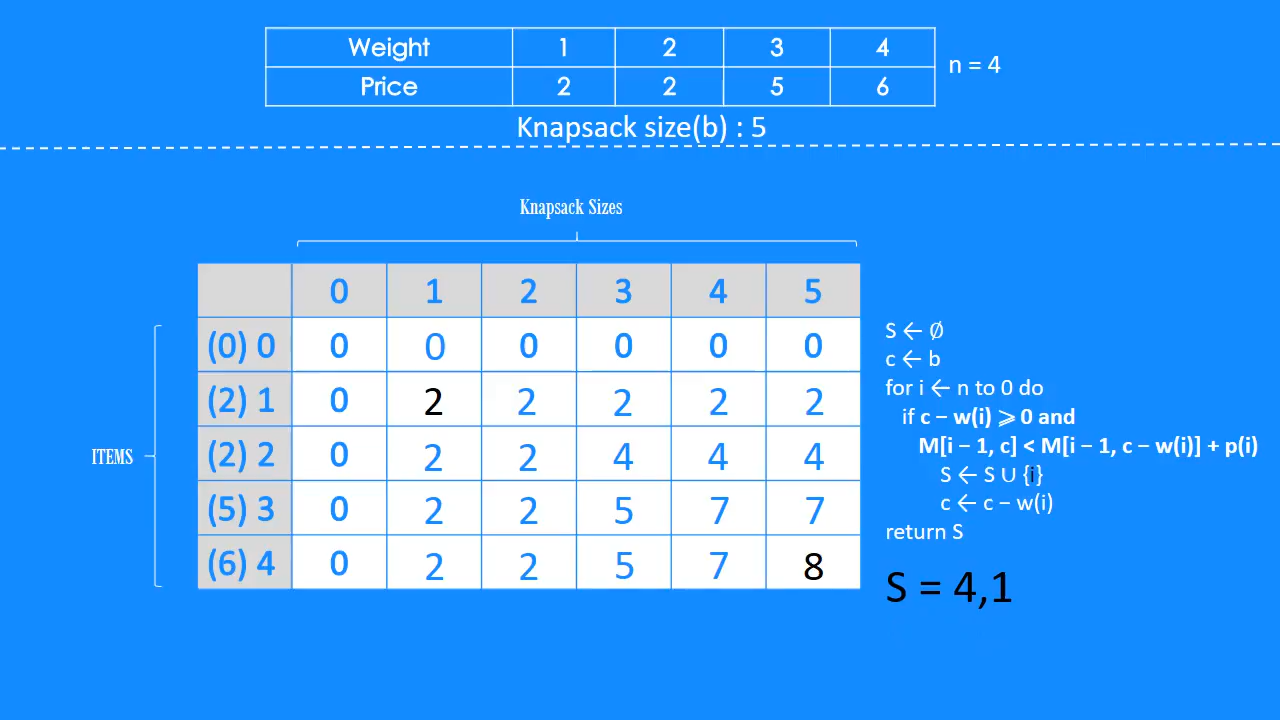 Weight 1 2 3 4
n = 4
Price 2 2 5 6
Knapsack size(b) : 5
Knapsack Sizes
0 1 2 3 4 5
(0) 0 0 0 0 0 0 0
(2) 1 0 2 2 2 2 2
ITEMS
(2) 2 0 2 2 4 4 4
(5) 3 0 2 2 5 7 7
(6) 4 0 2 2 5 7 8
S ← ∅
c ← b
for i ← n to 0 do
if c − w(i) ⩾ 0 and
M[i − 1, c] < M[i − 1, c − w(i)] + p(i)
S ← S U {i}
c ← c − w(i)
return S
S = 4,1